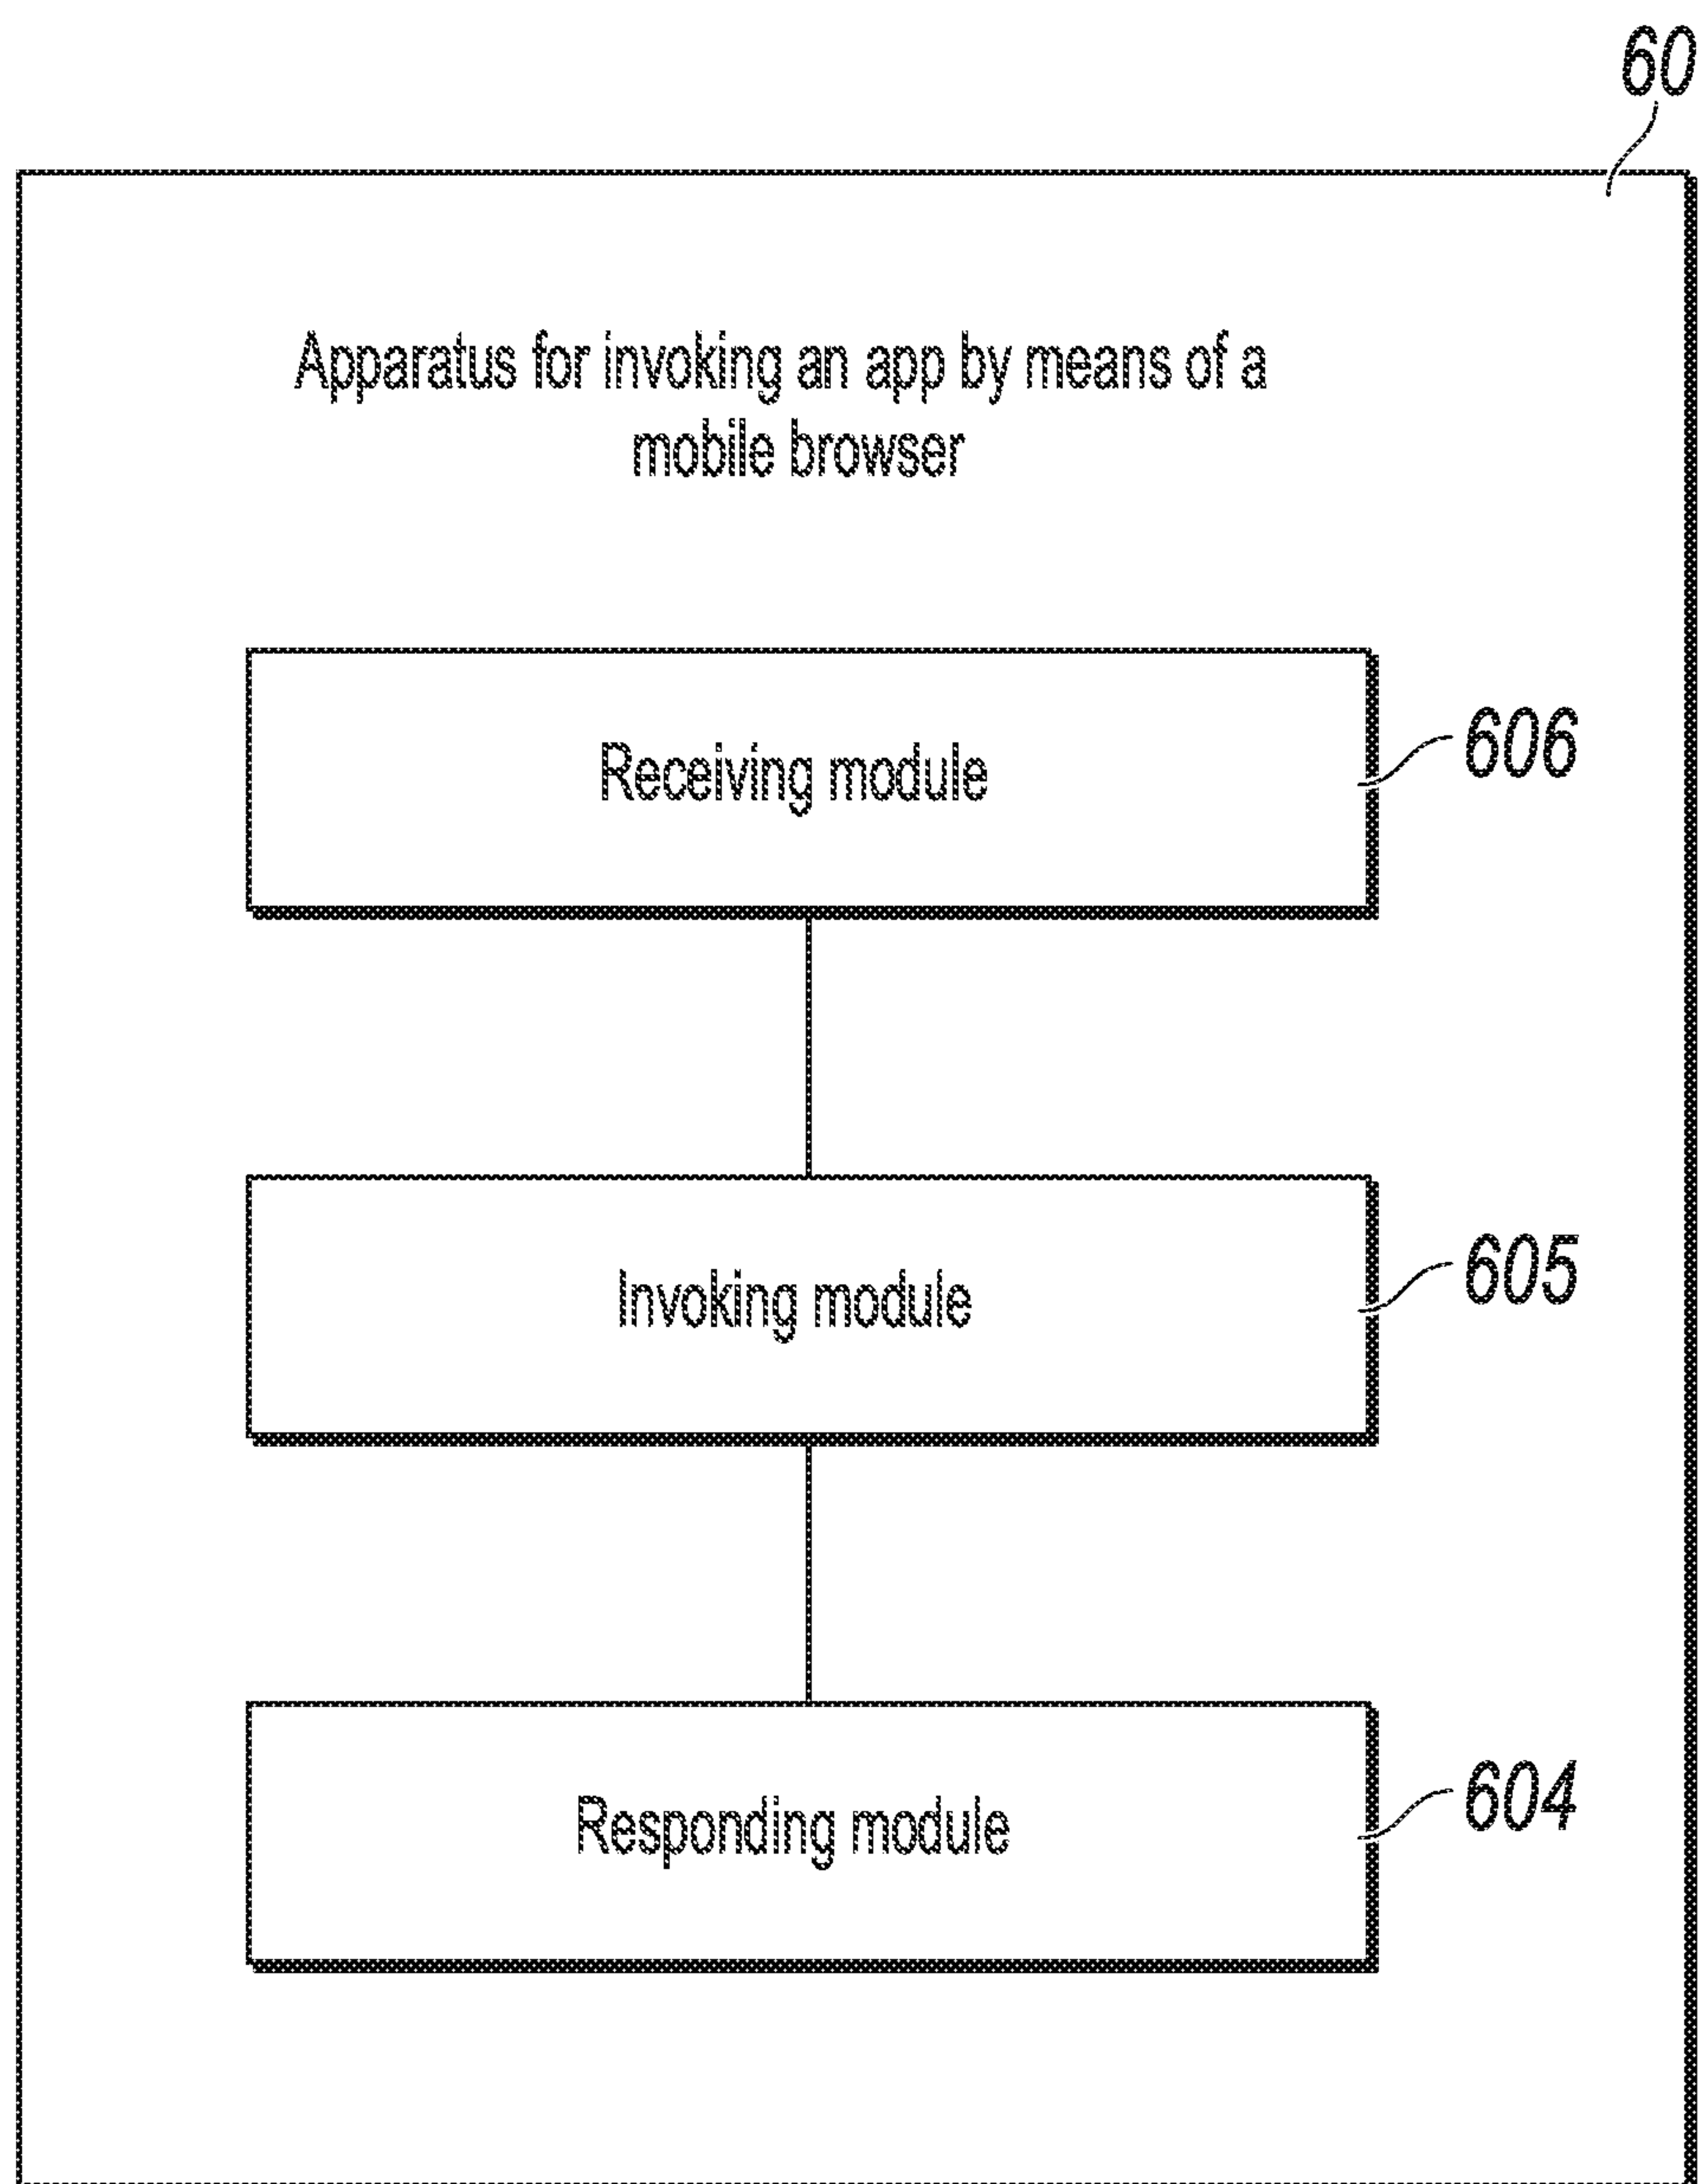 60
Apparatus for invoking an app by means of a
mobile browser
Receiving module
606
Invoking module
605
Responding module
604